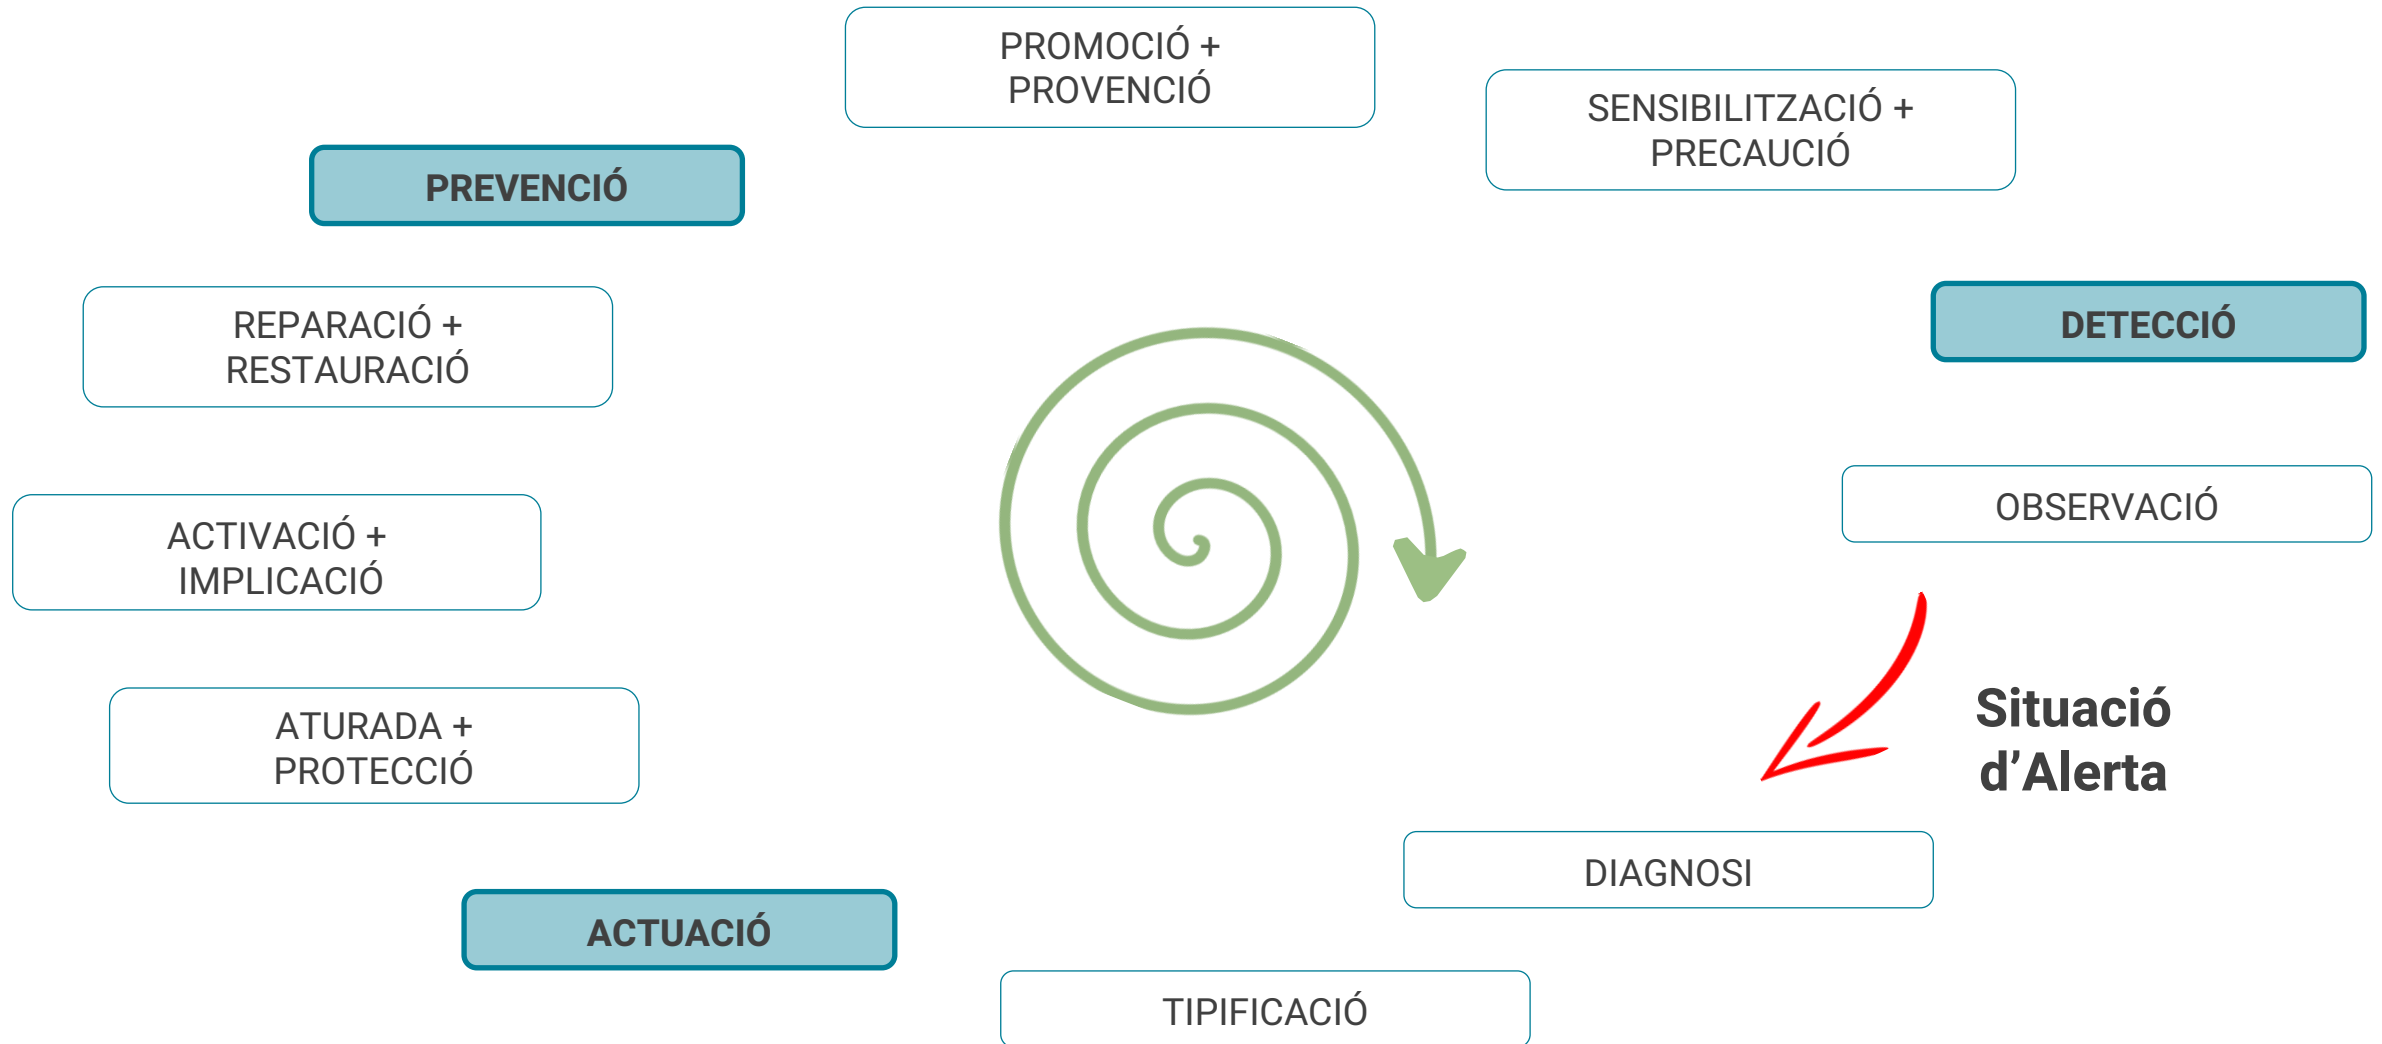 PROMOCIÓ +
PROVENCIÓ
SENSIBILITZACIÓ +
PRECAUCIÓ
PREVENCIÓ
DETECCIÓ
REPARACIÓ +
RESTAURACIÓ
OBSERVACIÓ
ACTIVACIÓ +
IMPLICACIÓ
Situació
d’Alerta
ATURADA +
PROTECCIÓ
DIAGNOSI
ACTUACIÓ
TIPIFICACIÓ